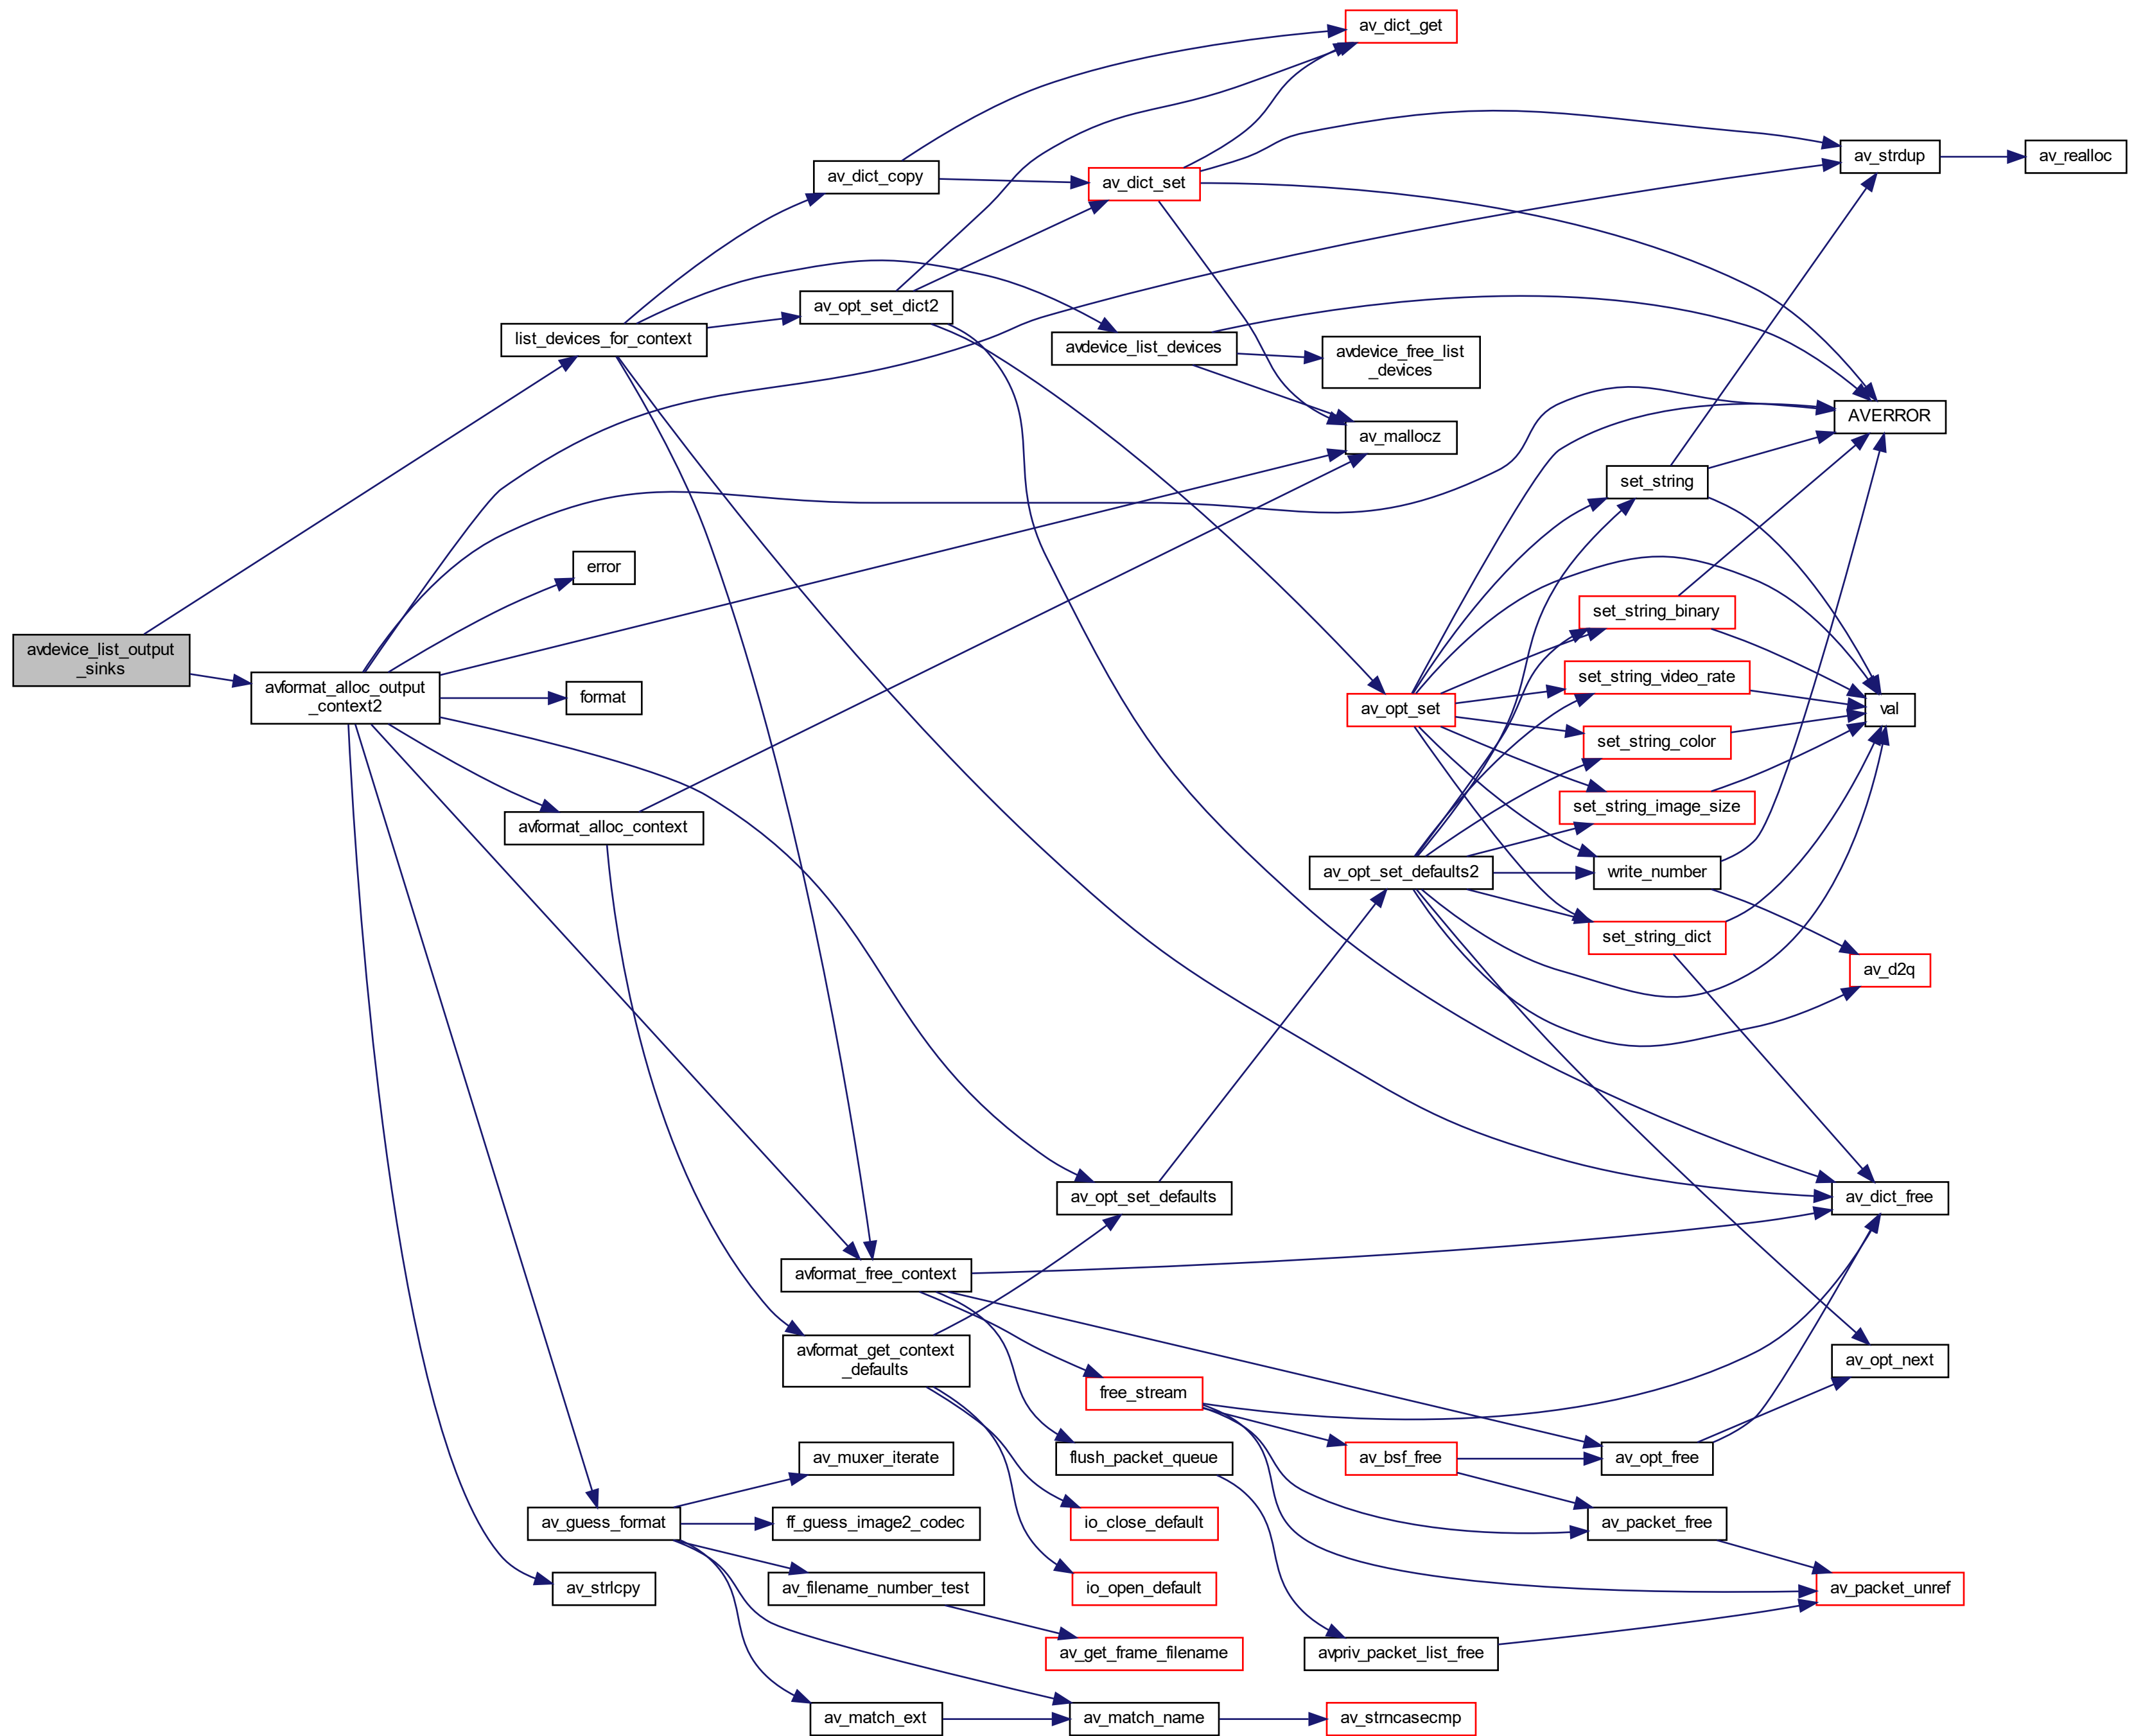 av_dict_get
av_strdup
av_realloc
av_dict_copy
av_dict_set
av_opt_set_dict2
list_devices_for_context
avdevice_list_devices
avdevice_free_list
_devices
AVERROR
av_mallocz
set_string
error
set_string_binary
avdevice_list_output
_sinks
avformat_alloc_output
_context2
format
set_string_video_rate
av_opt_set
val
set_string_color
set_string_image_size
avformat_alloc_context
av_opt_set_defaults2
write_number
set_string_dict
av_d2q
av_opt_set_defaults
av_dict_free
avformat_free_context
avformat_get_context
_defaults
av_opt_next
free_stream
av_muxer_iterate
flush_packet_queue
av_bsf_free
av_opt_free
av_guess_format
ff_guess_image2_codec
io_close_default
av_packet_free
av_strlcpy
av_filename_number_test
io_open_default
av_packet_unref
av_get_frame_filename
avpriv_packet_list_free
av_match_ext
av_match_name
av_strncasecmp